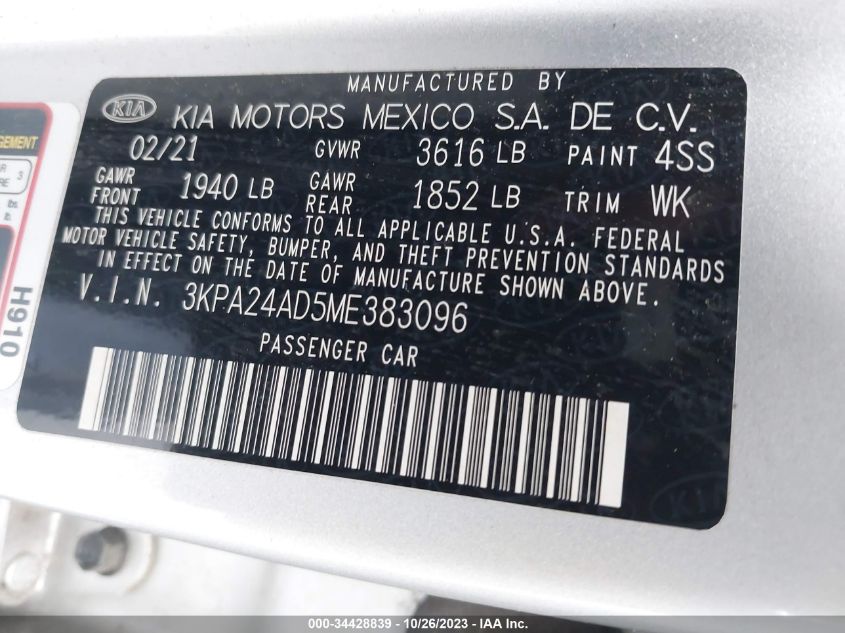 MANUFACTURED BY
KIA KIA MOTORS MEXICO S.A. DE C.V.
02/21 GVWR 3616 LB PAINT 4SS
GAWR FRONT 1940 LB GAWR REAR 1852 LB TRIM WK
THIS VEHICLE CONFORMS TO ALL APPLICABLE U.S.A. FEDERAL
MOTOR VEHICLE SAFETY, BUMPER, AND THEFT PREVENTION STANDARDS
IN EFFECT ON THE DATE OF MANUFACTURE SHOWN ABOVE.
V.I.N. 3KPA24AD5ME383096
PASSENGER CAR
H910
000-34428839 - 10/26/2023 - IAA Inc.